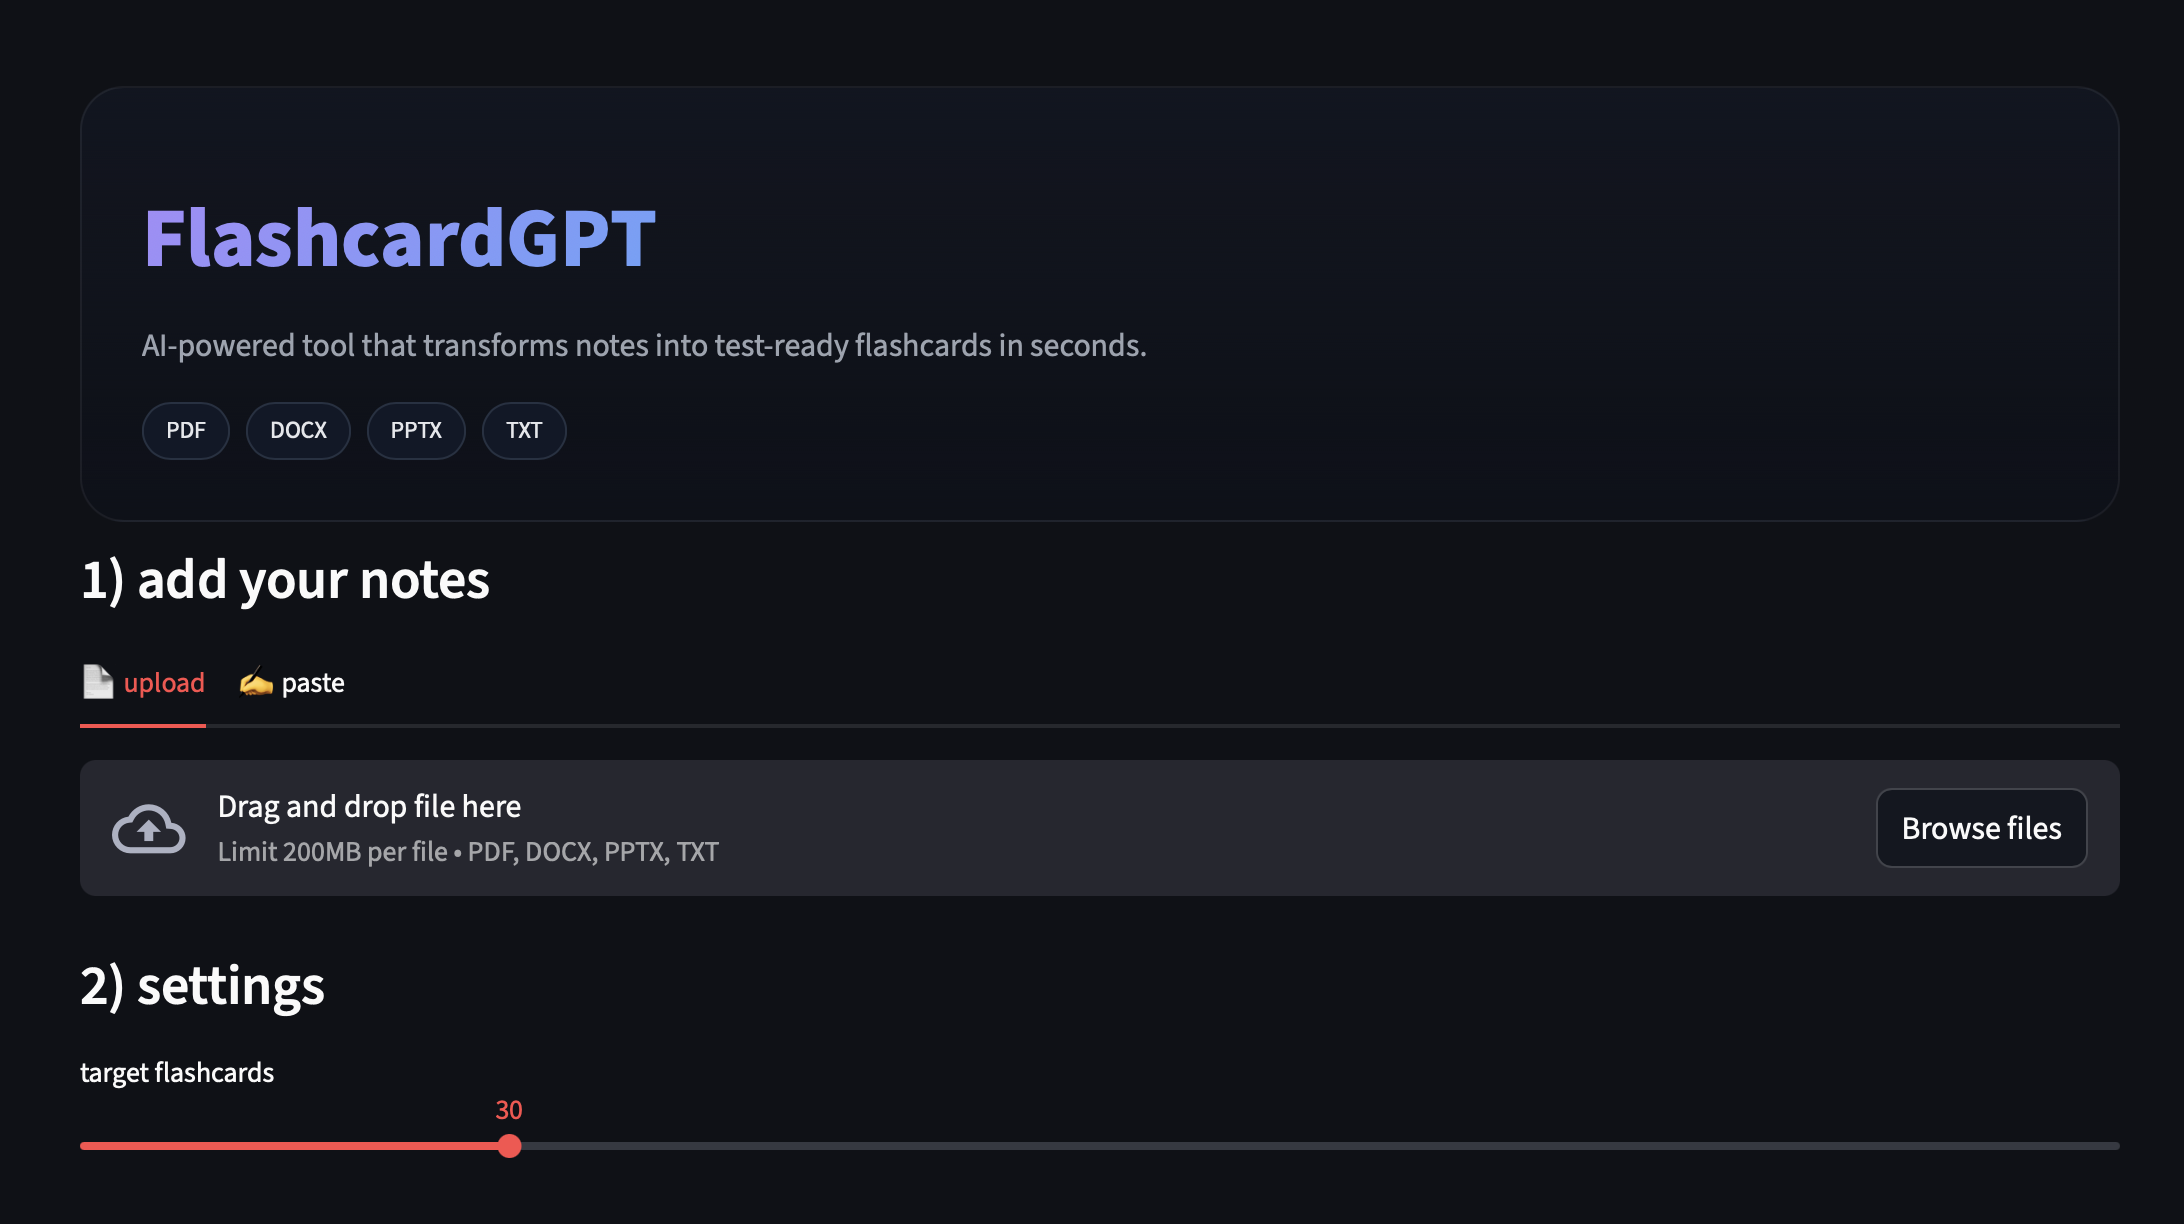 FlashcardGPT
AI-powered tool that transforms notes into test-ready flashcards in seconds.
PDF DOCX PPTX TXT
1) add your notes
upload paste
Drag and drop file here
Limit 200MB per file • PDF, DOCX, PPTX, TXT
Browse files
2) settings
target flashcards
30